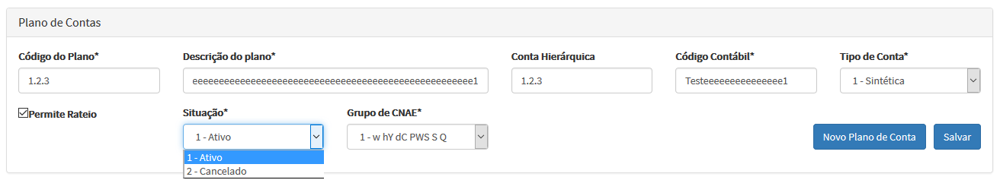 Plano de Contas
Código do Plano* Descrição do plano* Conta Hierárquica Código Contábil* Tipo de Conta*
1.2.3 eeeeeeeeeeeeeeeeeeeeeeeeeeeeeeeeeeeeeeeeeeeeeeeeeeeee1 1.2.3 Testeeeeeeeeeeeeeee1 1 - Sintética
Permite Rateio Situação* Grupo de CNAE*
1 - Ativo 1 - w hY dC PWS S Q Novo Plano de Conta Salvar
1 - Ativo
2 - Cancelado